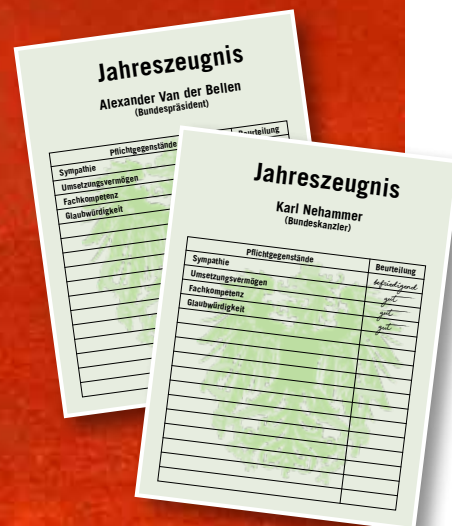 Jahreszeugnis
Alexander Van der Bellen
(Bundespräsident)
Pflichtgegenstände Beurteilung
Sympathie
Umsetzungsvermögen
Fachkompetenz
Glaubwürdigkeit
Jahreszeugnis
Karl Nehammer
(Bundeskanzler)
Pflichtgegenstände Beurteilung
Sympathie befriedigend
Umsetzungsvermögen gut
Fachkompetenz gut
Glaubwürdigkeit gut